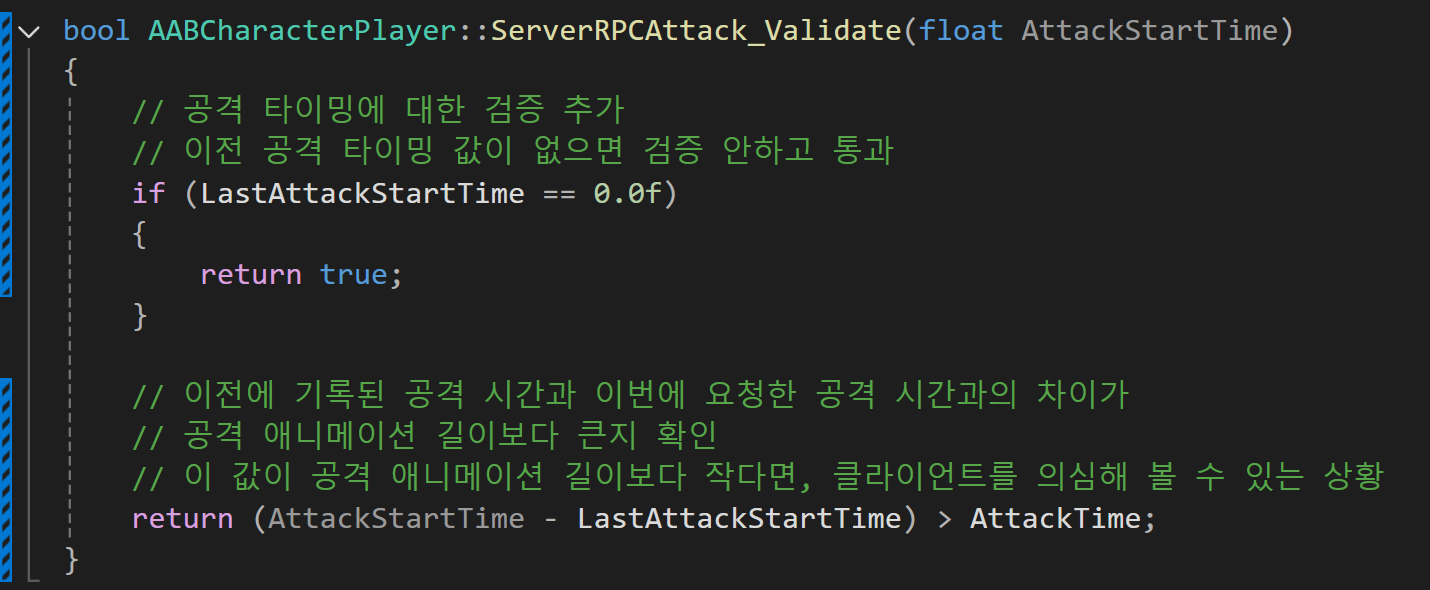 bool AABCharacterPlayer::ServerRPCAttack_Validate(float AttackStartTime)
{
// 공격 타이밍에 대한 검증 추가
// 이전 공격 타이밍 값이 없으면 검증 안하고 통과
if (LastAttackStartTime == 0.0f)
{
return true;
}
// 이전에 기록된 공격 시간과 이번에 요청한 공격 시간과의 차이가
// 공격 애니메이션 길이보다 큰지 확인
// 이 값이 공격 애니메이션 길이보다 작다면, 클라이언트를 의심해 볼 수 있는 상황
return (AttackStartTime - LastAttackStartTime) > AttackTime;
}